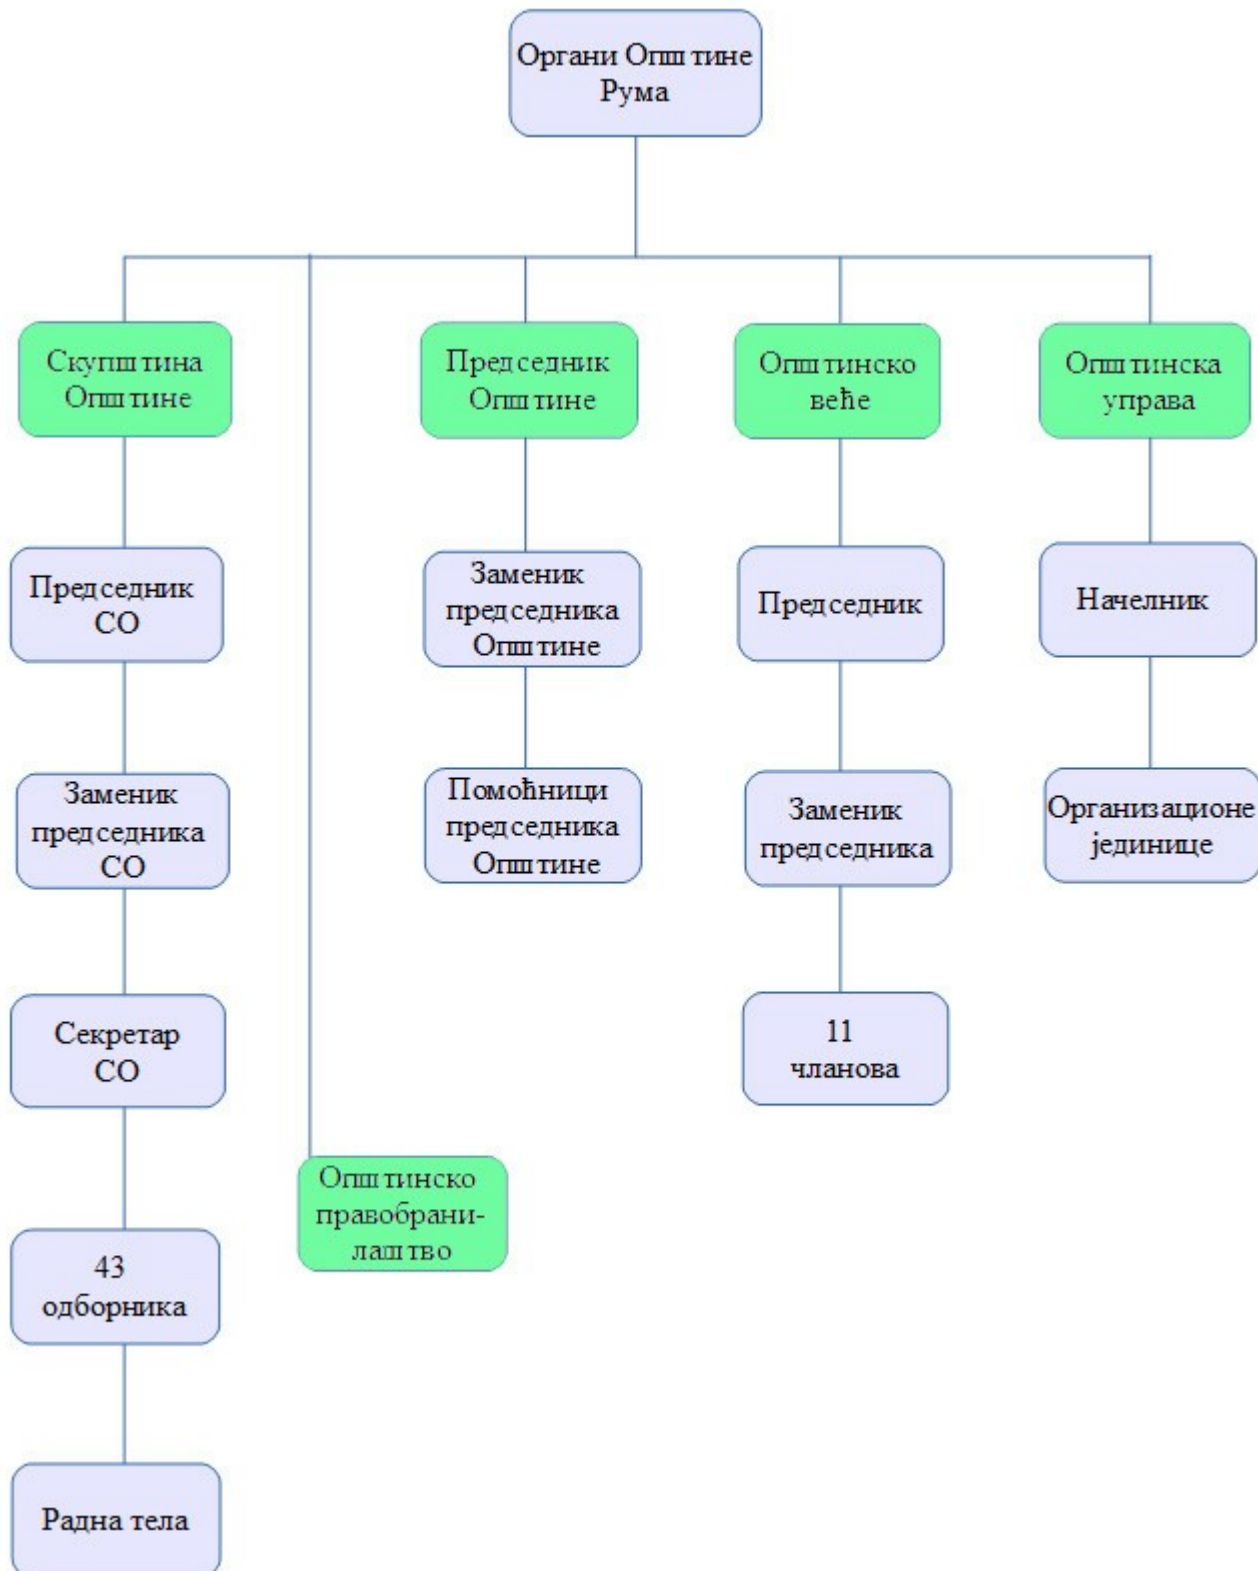 Органи Општине
Рума
Скупштина
Општине
Председник
Општине
Општинско
веће
Општинска
управа
Председник
СО
Заменик
председника
Општине
Председник
Начелник
Заменик
председника
СО
Помоћници
председника
Општине
Заменик
председника
Организационе
јединице
Секретар
СО
11
чланова
Општинско
правобрани-
лаштво
43
одборника
Радна тела